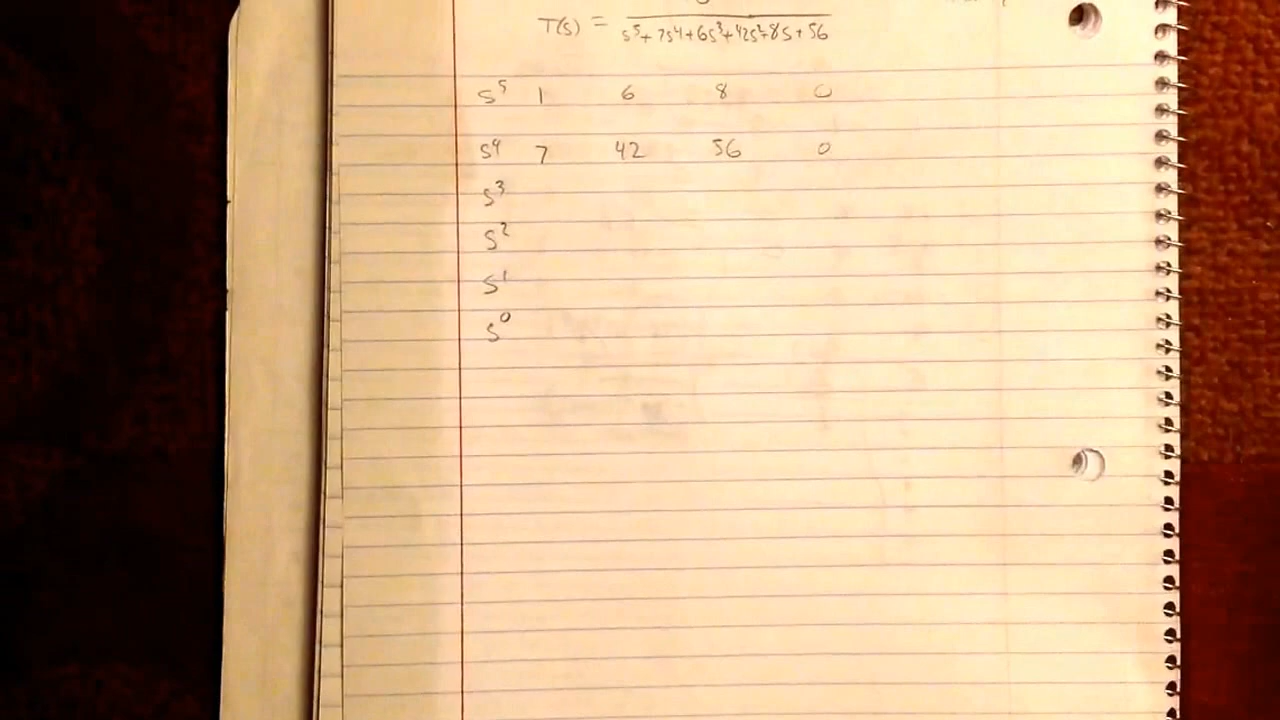 T(s) =
s⁵+7s⁴+6s³+42s²+8s+56
s⁵ 1 6 8 0
s⁴ 7 42 56 0
s³
s²
s¹
s⁰